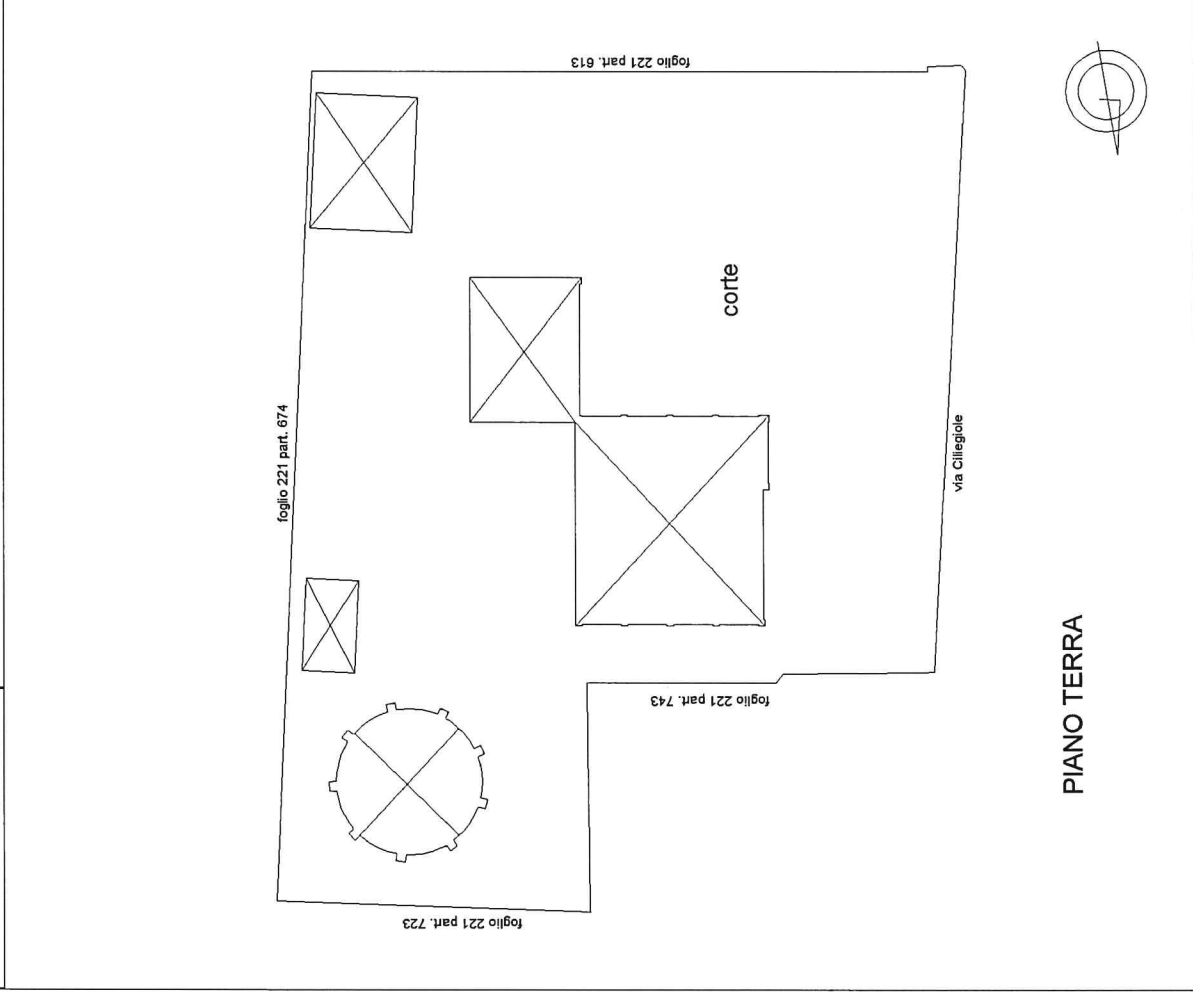 foglio 221 part. 613
foglio 221 part. 674
corte
via Ciliegiole
foglio 221 part. 743
foglio 221 part. 723
PIANO TERRA